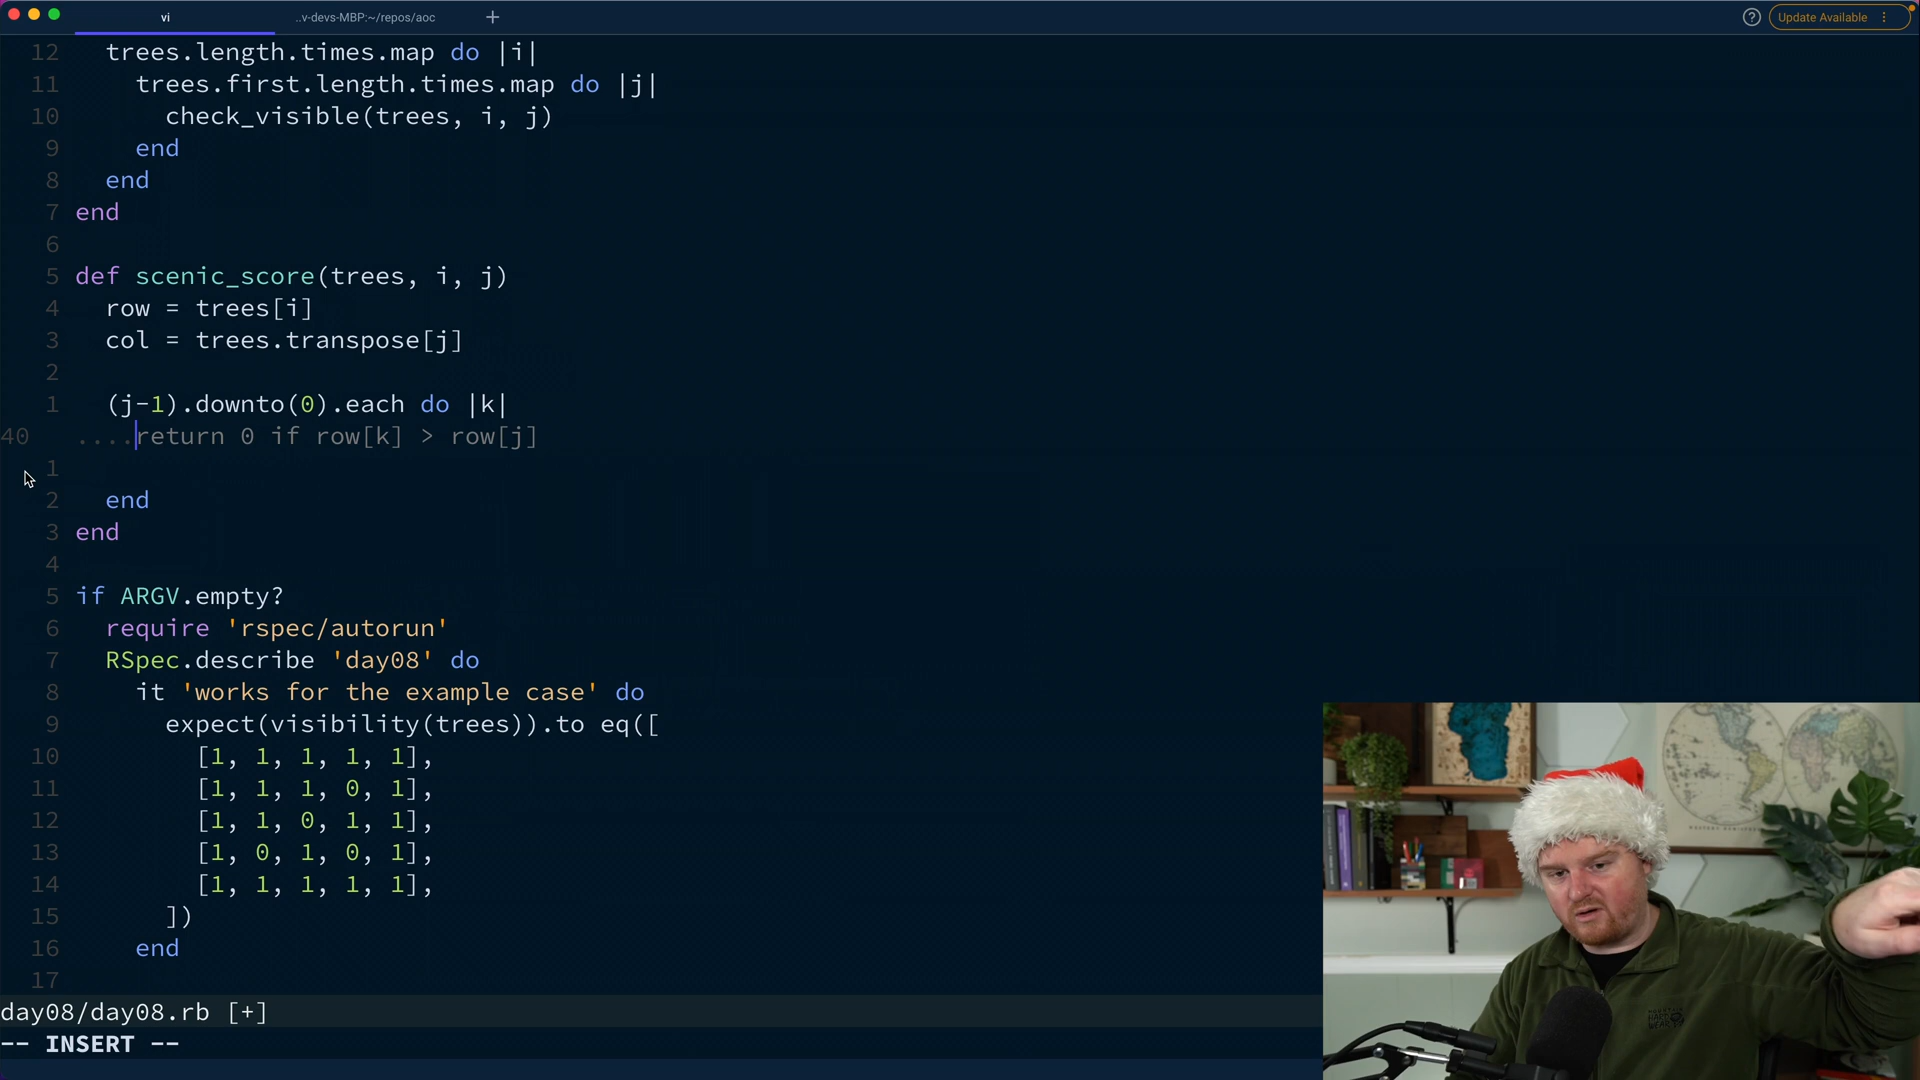 vi
..v-devs-MBP:~/repos/aoc
+
?
Update Available
12 trees.length.times.map do |i|
11 trees.first.length.times.map do |j|
10 check_visible(trees, i, j)
9 end
8 end
7 end
6
5 def scenic_score(trees, i, j)
4 row = trees[i]
3 col = trees.transpose[j]
2
1 (j-1).downto(0).each do |k|
40 ....return 0 if row[k] > row[j]
1
2 end
3 end
4
5 if ARGV.empty?
6 require 'rspec/autorun'
7 RSpec.describe 'day08' do
8 it 'works for the example case' do
9 expect(visibility(trees)).to eq([
10 [1, 1, 1, 1, 1],
11 [1, 1, 1, 0, 1],
12 [1, 1, 0, 1, 1],
13 [1, 0, 1, 0, 1],
14 [1, 1, 1, 1, 1],
15 ])
16 end
17
day08/day08.rb [+]
-- INSERT --